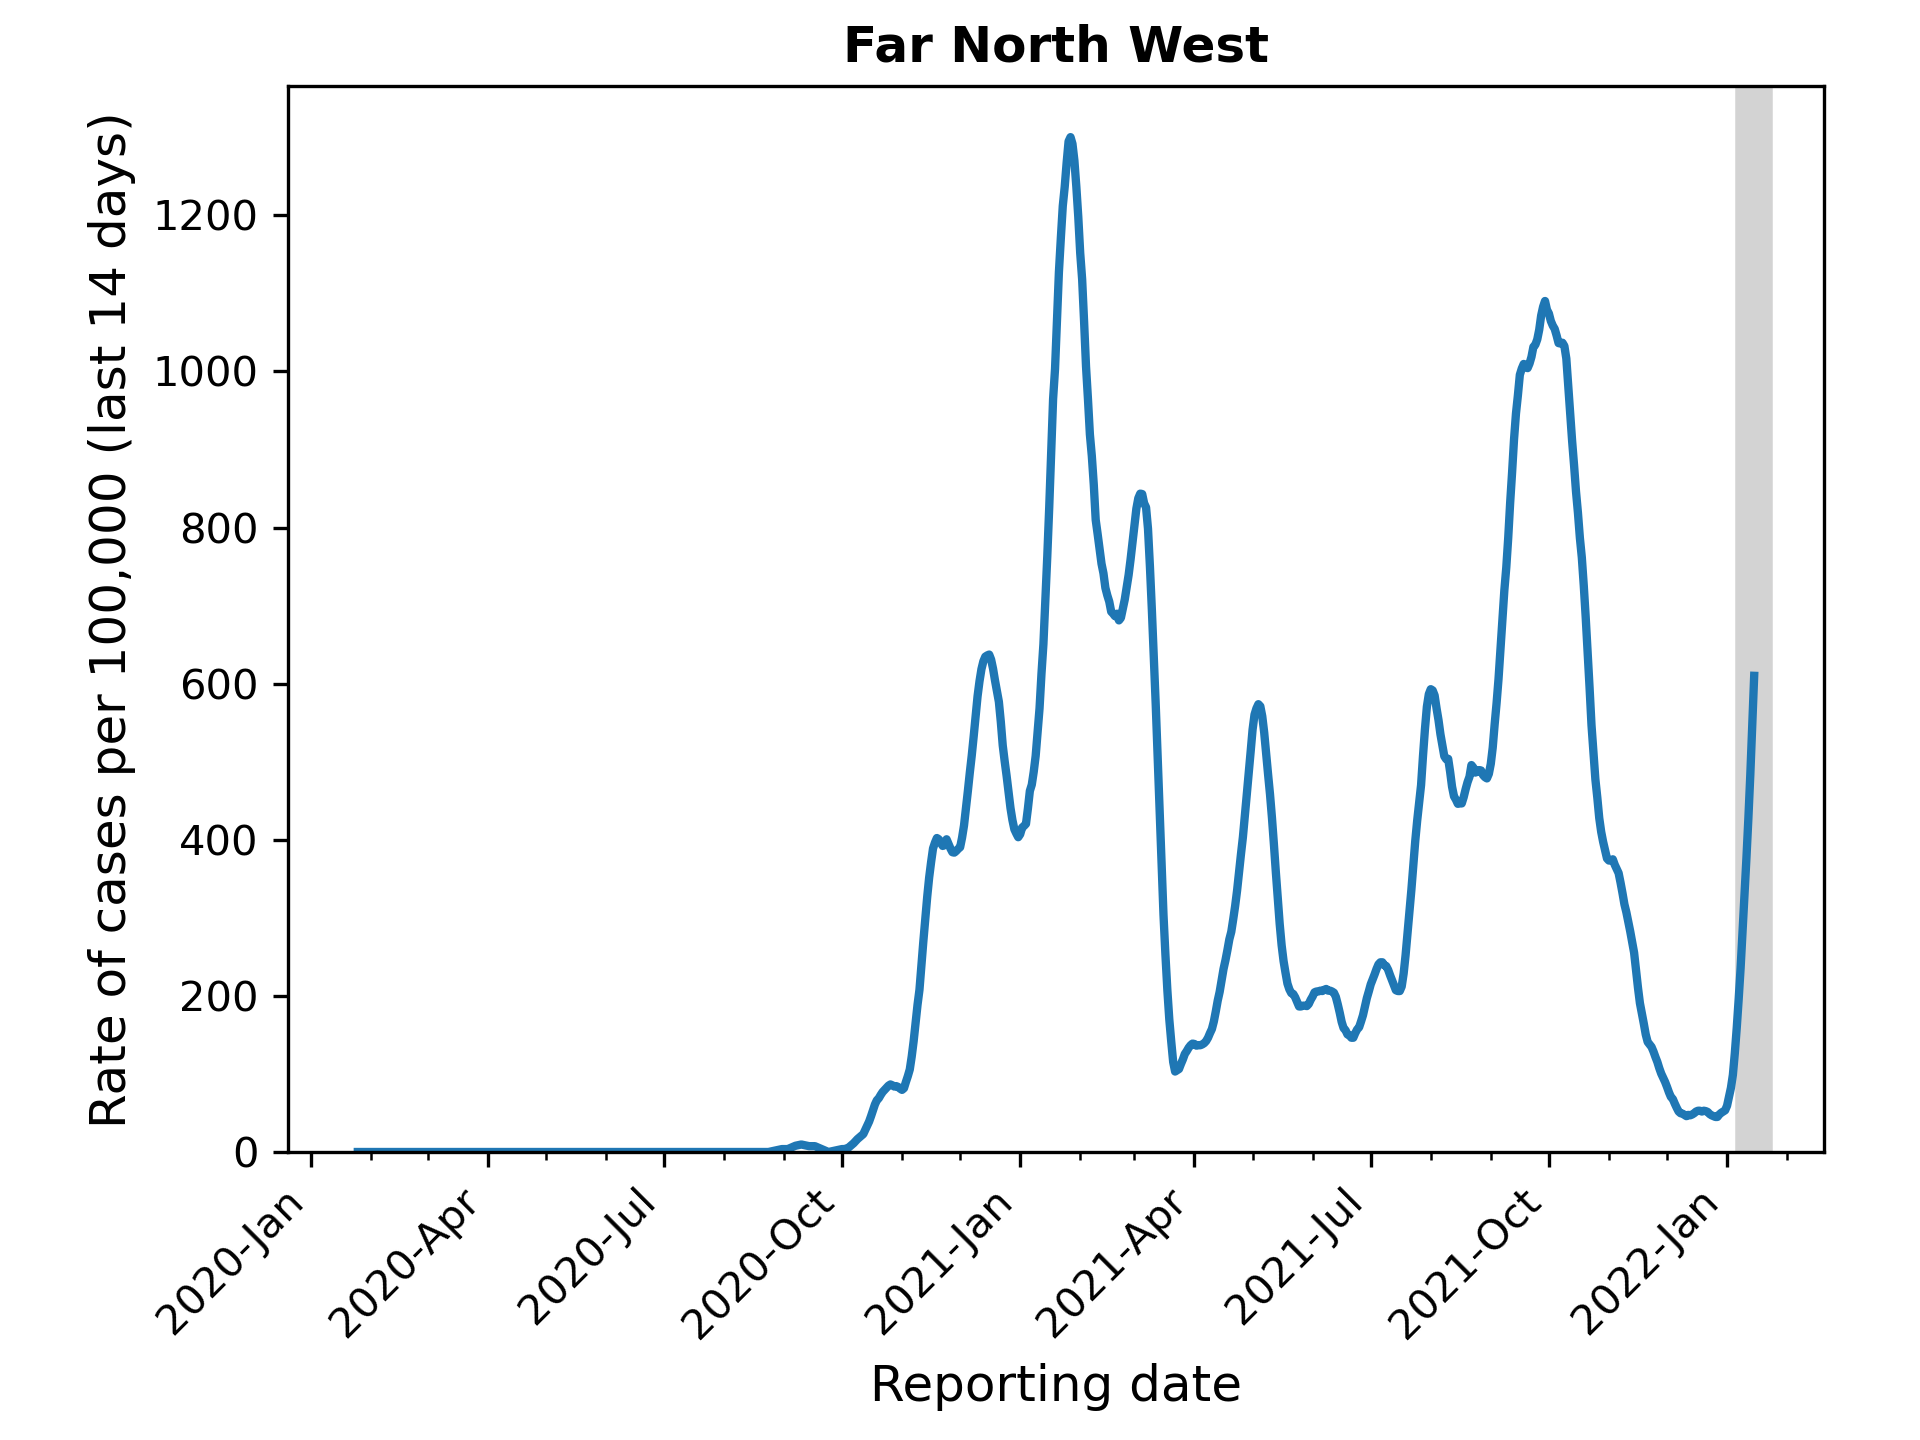 Far North West
Rate of cases per 100,000 (last 14 days)
1200
1000
800
600
400
200
0
2020-Jan
2020-Apr
2020-Jul
2020-Oct
2021-Jan
2021-Apr
2021-Jul
2021-Oct
2022-Jan
Reporting date